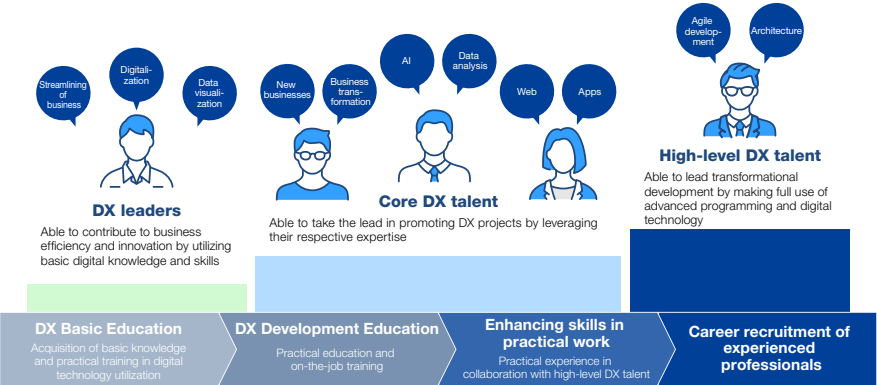 Streamlining
of
business
Digitali-
zation
Data
visuali-
zation
DX leaders
Able to contribute to business
efficiency and innovation by utilizing
basic digital knowledge and skills
New
businesses
Business
trans-
formation
AI
Data
analysis
Web
Apps
Core DX talent
Able to take the lead in promoting DX projects by leveraging
their respective expertise
Agile
develop-
ment
Architecture
High-level DX talent
Able to lead transformational
development by making full use of
advanced programming and digital
technology
DX Basic Education
Acquisition of basic knowledge
and practical training in digital
technology utilization
DX Development Education
Practical education and
on-the-job training
Enhancing skills in
practical work
Practical experience in
collaboration with high-level DX talent
Career recruitment of
experienced
professionals